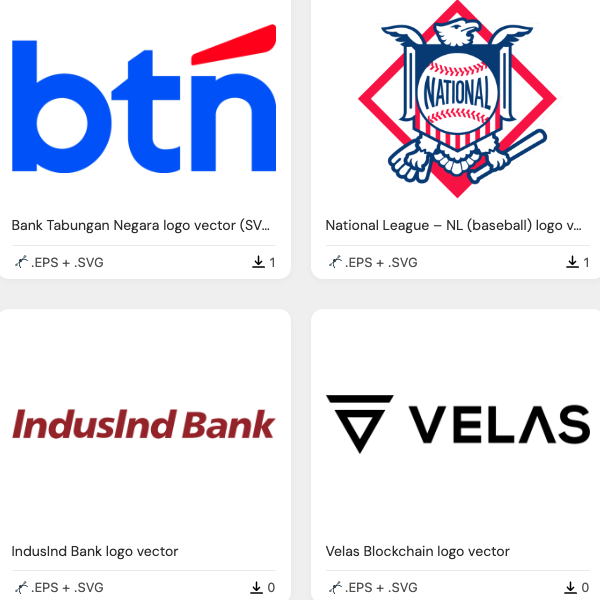 btn
NATIONAL
Bank Tabungan Negara logo vector (SV...
National League – NL (baseball) logo v...
.EPS + .SVG
1
.EPS + .SVG
1
IndusInd Bank
VELAS
IndusInd Bank logo vector
Velas Blockchain logo vector
.EPS + .SVG
0
.EPS + .SVG
0